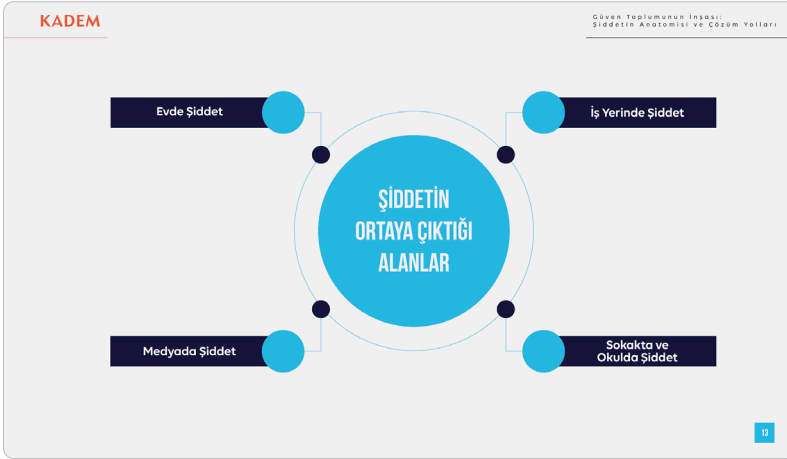 KADEM
Güven Toplumunun İnşası:
Şiddetin Anatomisi ve Çözüm Yolları
Evde Şiddet
İş Yerinde Şiddet
ŞİDDETİN
ORTAYA ÇIKTIĞI
ALANLAR
Medyada Şiddet
Sokakta ve
Okulda Şiddet
13